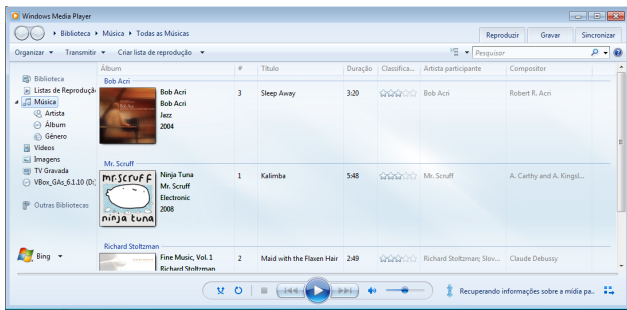 Windows Media Player
Biblioteca Música Todas as Músicas
Reproduzir Gravar Sincronizar
Organizar Transmitir Criar lista de reprodução
Pesquisar
Álbum # Título Duração Classifica... Artista participante Compositor
Biblioteca
Listas de Reproduçã
Música
Artista
Álbum
Gênero
Vídeos
Imagens
TV Gravada
VBox_GAs_6.1.10 (D:)
Outras Bibliotecas
Bing
Bob Acri
Bob Acri 3 Sleep Away 3:20 Bob Acri Robert R. Acri
Bob Acri
Jazz
2004
Mr. Scruff
mr.scruff
ninja tuna
Ninja Tuna 1 Kalimba 5:48 Mr. Scruff A. Carthy and A. Kingsl...
Mr. Scruff
Electronic
2008
Richard Stoltzman
Fine Music, Vol. 1 2 Maid with the Flaxen Hair 2:49 Richard Stoltzman; Slov... Claude Debussy
Richard Stoltzman
Recuperando informações sobre a mídia pa..